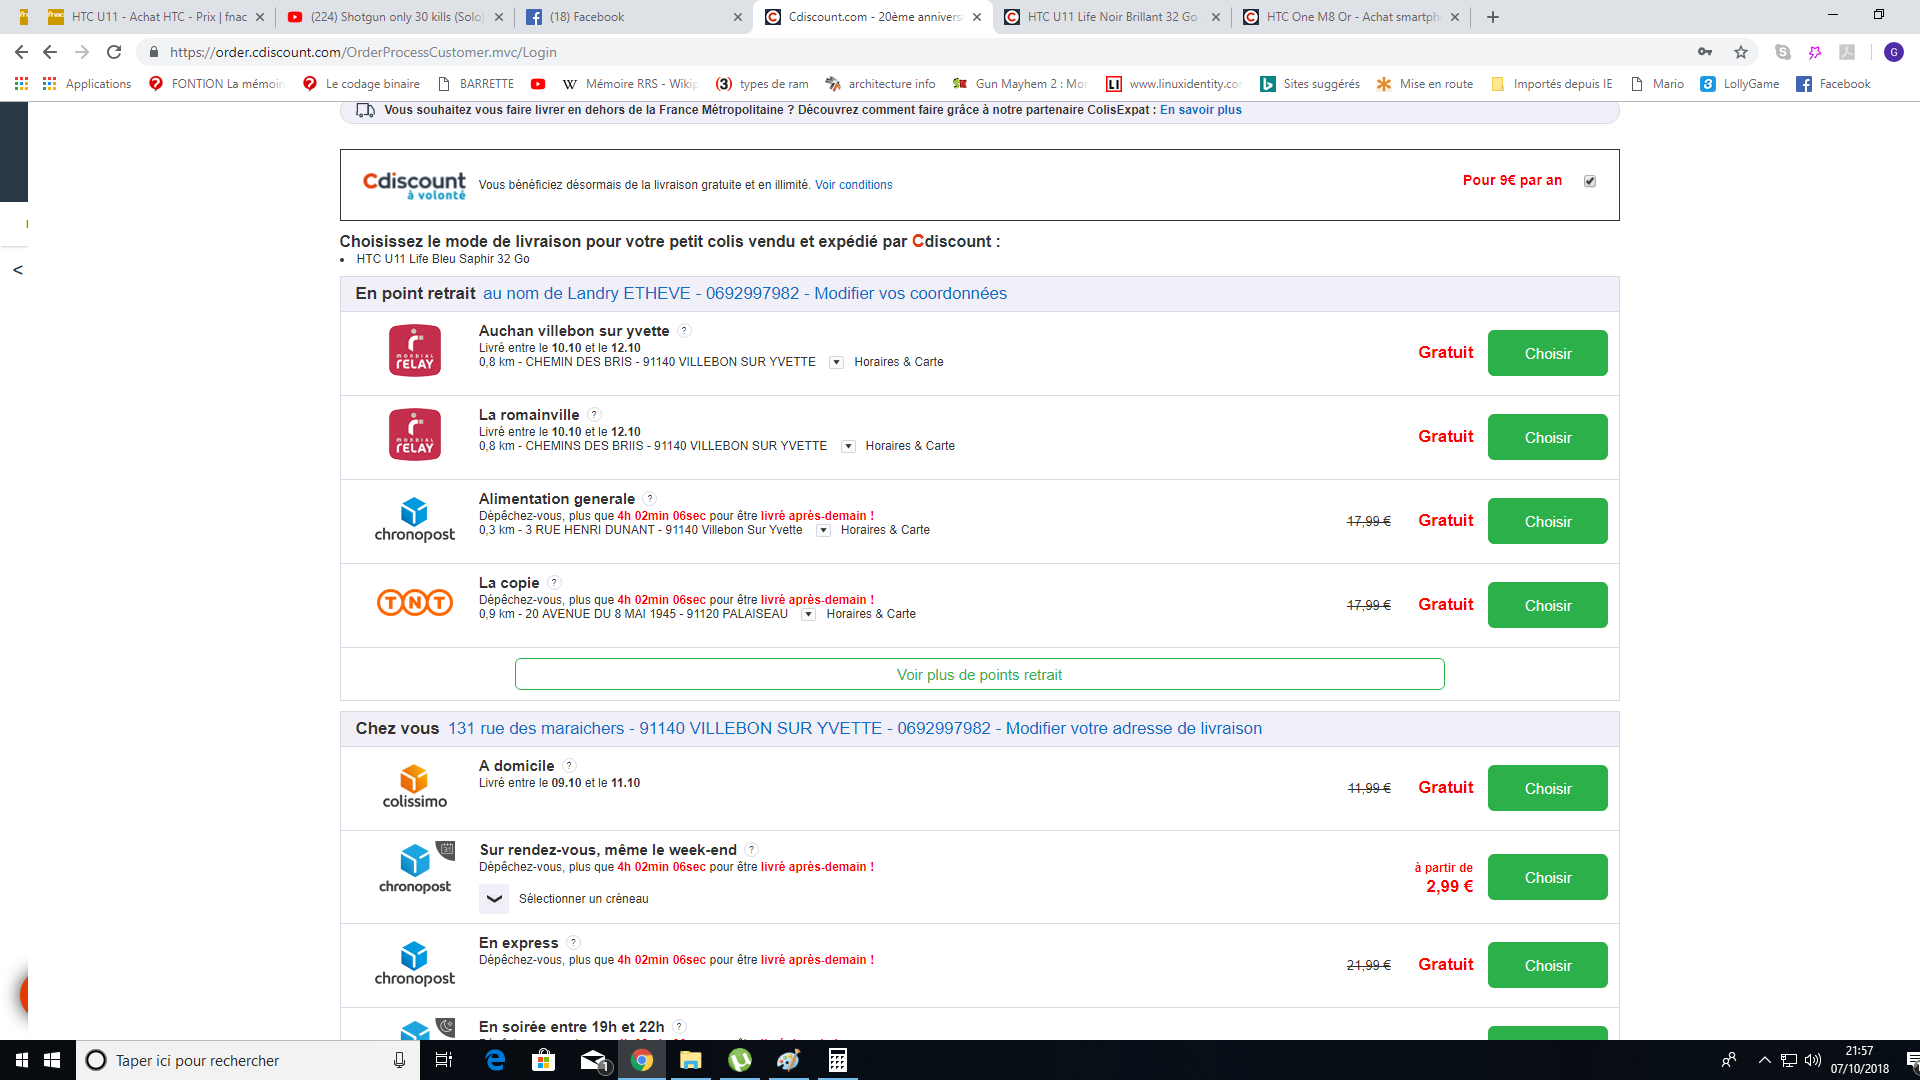 HTC U11 - Achat HTC - Prix | fnac
(224) Shotgun only 30 kills (Solo)
(18) Facebook
Cdiscount.com - 20ème annivers
HTC U11 Life Noir Brillant 32 Go
HTC One M8 Or - Achat smartph
https://order.cdiscount.com/OrderProcessCustomer.mvc/Login
G
Applications
FONTION La mémoir
Le codage binaire
BARRETTE
Mémoire RRS - Wikip
types de ram
architecture info
Gun Mayhem 2 : Mor
www.linuxidentity.co
Sites suggérés
Mise en route
Importés depuis IE
Mario
LollyGame
Facebook
Vous souhaitez vous faire livrer en dehors de la France Métropolitaine ? Découvrez comment faire grâce à notre partenaire ColisExpat : En savoir plus
Cdiscount à volonté
Vous bénéficiez désormais de la livraison gratuite et en illimité. Voir conditions
Pour 9€ par an
Choisissez le mode de livraison pour votre petit colis vendu et expédié par Cdiscount :
• HTC U11 Life Bleu Saphir 32 Go
<
En point retrait au nom de Landry ETHEVE - 0692997982 - Modifier vos coordonnées
MONDIAL RELAY
Auchan villebon sur yvette ?
Livré entre le 10.10 et le 12.10
0,8 km - CHEMIN DES BRIS - 91140 VILLEBON SUR YVETTE Horaires & Carte
Gratuit
Choisir
MONDIAL RELAY
La romainville ?
Livré entre le 10.10 et le 12.10
0,8 km - CHEMINS DES BRIIS - 91140 VILLEBON SUR YVETTE Horaires & Carte
Gratuit
Choisir
chronopost
Alimentation generale ?
Dépêchez-vous, plus que 4h 02min 06sec pour être livré après-demain !
0,3 km - 3 RUE HENRI DUNANT - 91140 Villebon Sur Yvette Horaires & Carte
17,99 €
Gratuit
Choisir
TNT
La copie ?
Dépêchez-vous, plus que 4h 02min 06sec pour être livré après-demain !
0,9 km - 20 AVENUE DU 8 MAI 1945 - 91120 PALAISEAU Horaires & Carte
17,99 €
Gratuit
Choisir
Voir plus de points retrait
Chez vous 131 rue des maraichers - 91140 VILLEBON SUR YVETTE - 0692997982 - Modifier votre adresse de livraison
colissimo
A domicile ?
Livré entre le 09.10 et le 11.10
11,99 €
Gratuit
Choisir
chronopost
Sur rendez-vous, même le week-end ?
Dépêchez-vous, plus que 4h 02min 06sec pour être livré après-demain !
Sélectionner un créneau
à partir de
2,99 €
Choisir
chronopost
En express ?
Dépêchez-vous, plus que 4h 02min 06sec pour être livré après-demain !
21,99 €
Gratuit
Choisir
En soirée entre 19h et 22h ?
Taper ici pour rechercher
1
21:57
07/10/2018